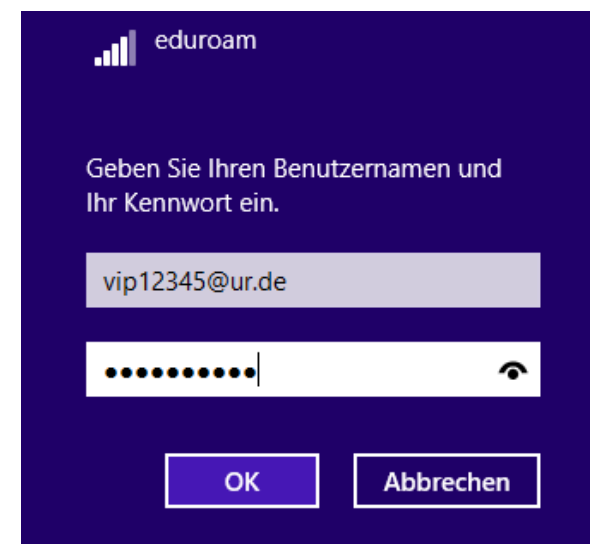 eduroam
Geben Sie Ihren Benutzernamen und
Ihr Kennwort ein.
vip12345@ur.de
●●●●●●●●●●
OK Abbrechen